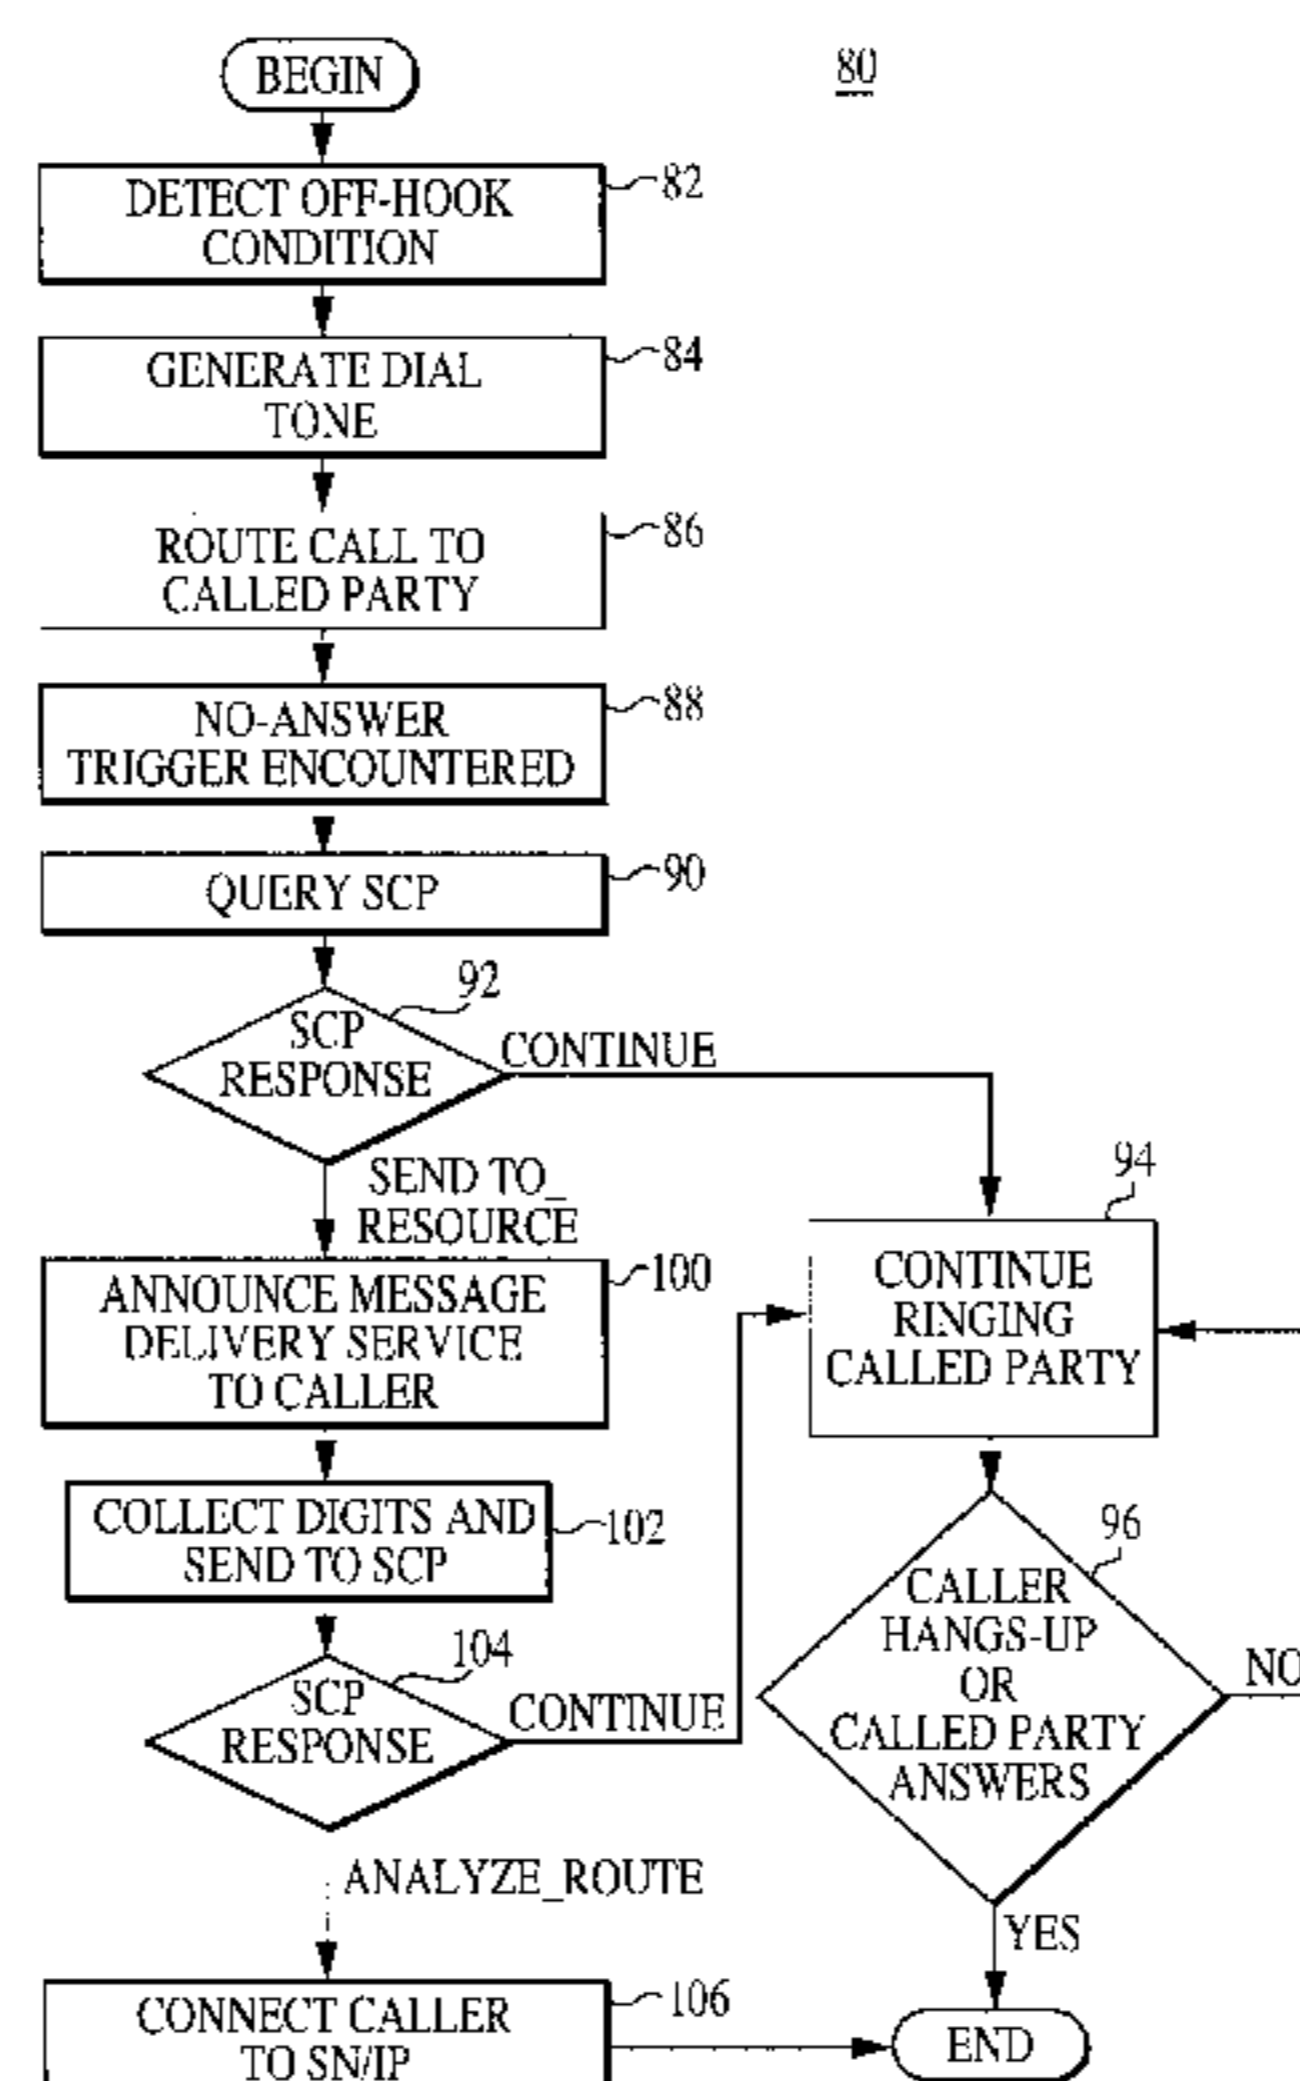 BEGIN
80
DETECT OFF-HOOK
CONDITION
82
GENERATE DIAL
TONE
84
ROUTE CALL TO
CALLED PARTY
86
NO-ANSWER
TRIGGER ENCOUNTERED
88
QUERY SCP
90
92
SCP
RESPONSE
CONTINUE
SEND TO_
RESOURCE
94
CONTINUE
RINGING
CALLED PARTY
ANNOUNCE MESSAGE
DELIVERY SERVICE
TO CALLER
100
COLLECT DIGITS AND
SEND TO SCP
102
96
CALLER
HANGS-UP
OR
CALLED PARTY
ANSWERS
NO
104
SCP
RESPONSE
CONTINUE
ANALYZE_ROUTE
YES
CONNECT CALLER
TO SN/IP
106
END